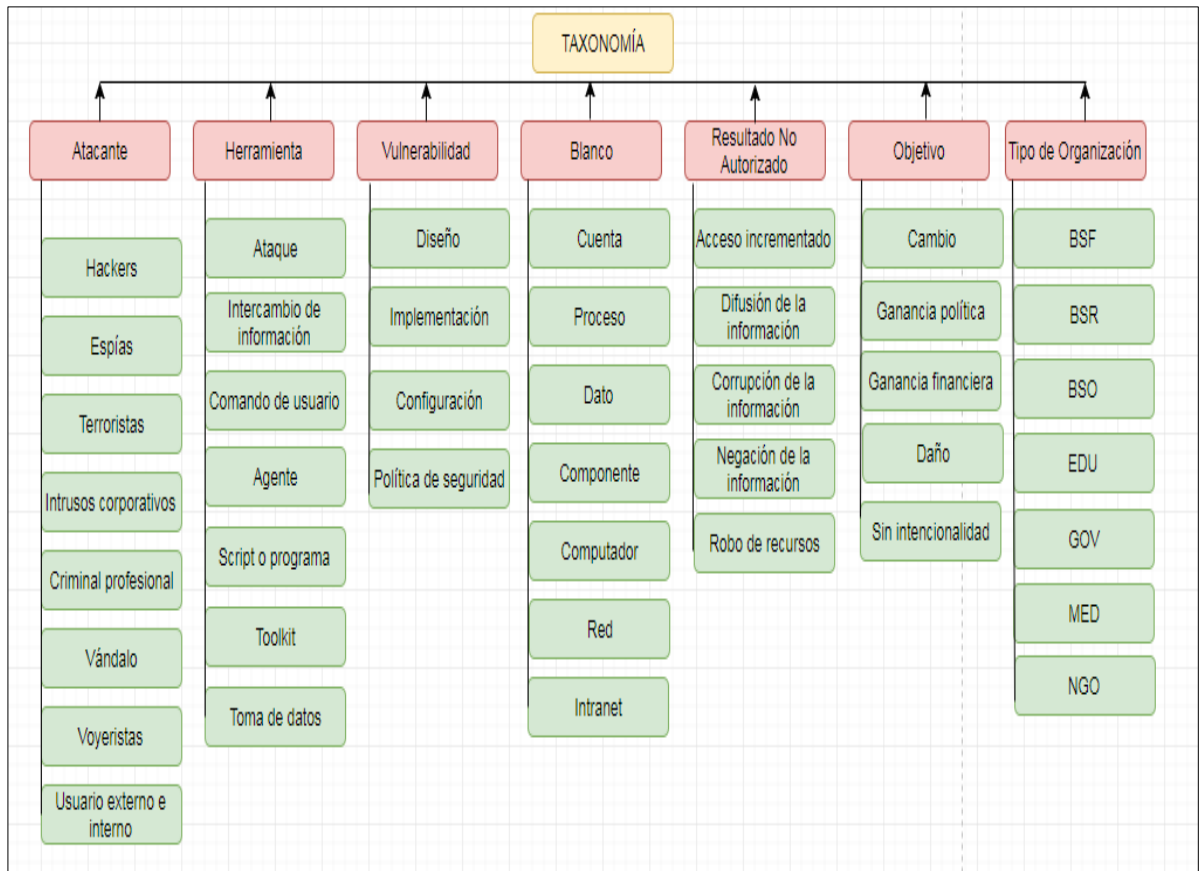 TAXONOMÍA
Atacante
Hackers
Espías
Terroristas
Intrusos corporativos
Criminal profesional
Vándalo
Voyeristas
Usuario externo e
interno
Herramienta
Ataque
Intercambio de
información
Comando de usuario
Agente
Script o programa
Toolkit
Toma de datos
Vulnerabilidad
Diseño
Implementación
Configuración
Política de seguridad
Blanco
Cuenta
Proceso
Dato
Componente
Computador
Red
Intranet
Resultado No
Autorizado
Acceso incrementado
Difusión de la
información
Corrupción de la
información
Negación de la
información
Robo de recursos
Objetivo
Cambio
Ganancia política
Ganancia financiera
Daño
Sin intencionalidad
Tipo de Organización
BSF
BSR
BSO
EDU
GOV
MED
NGO